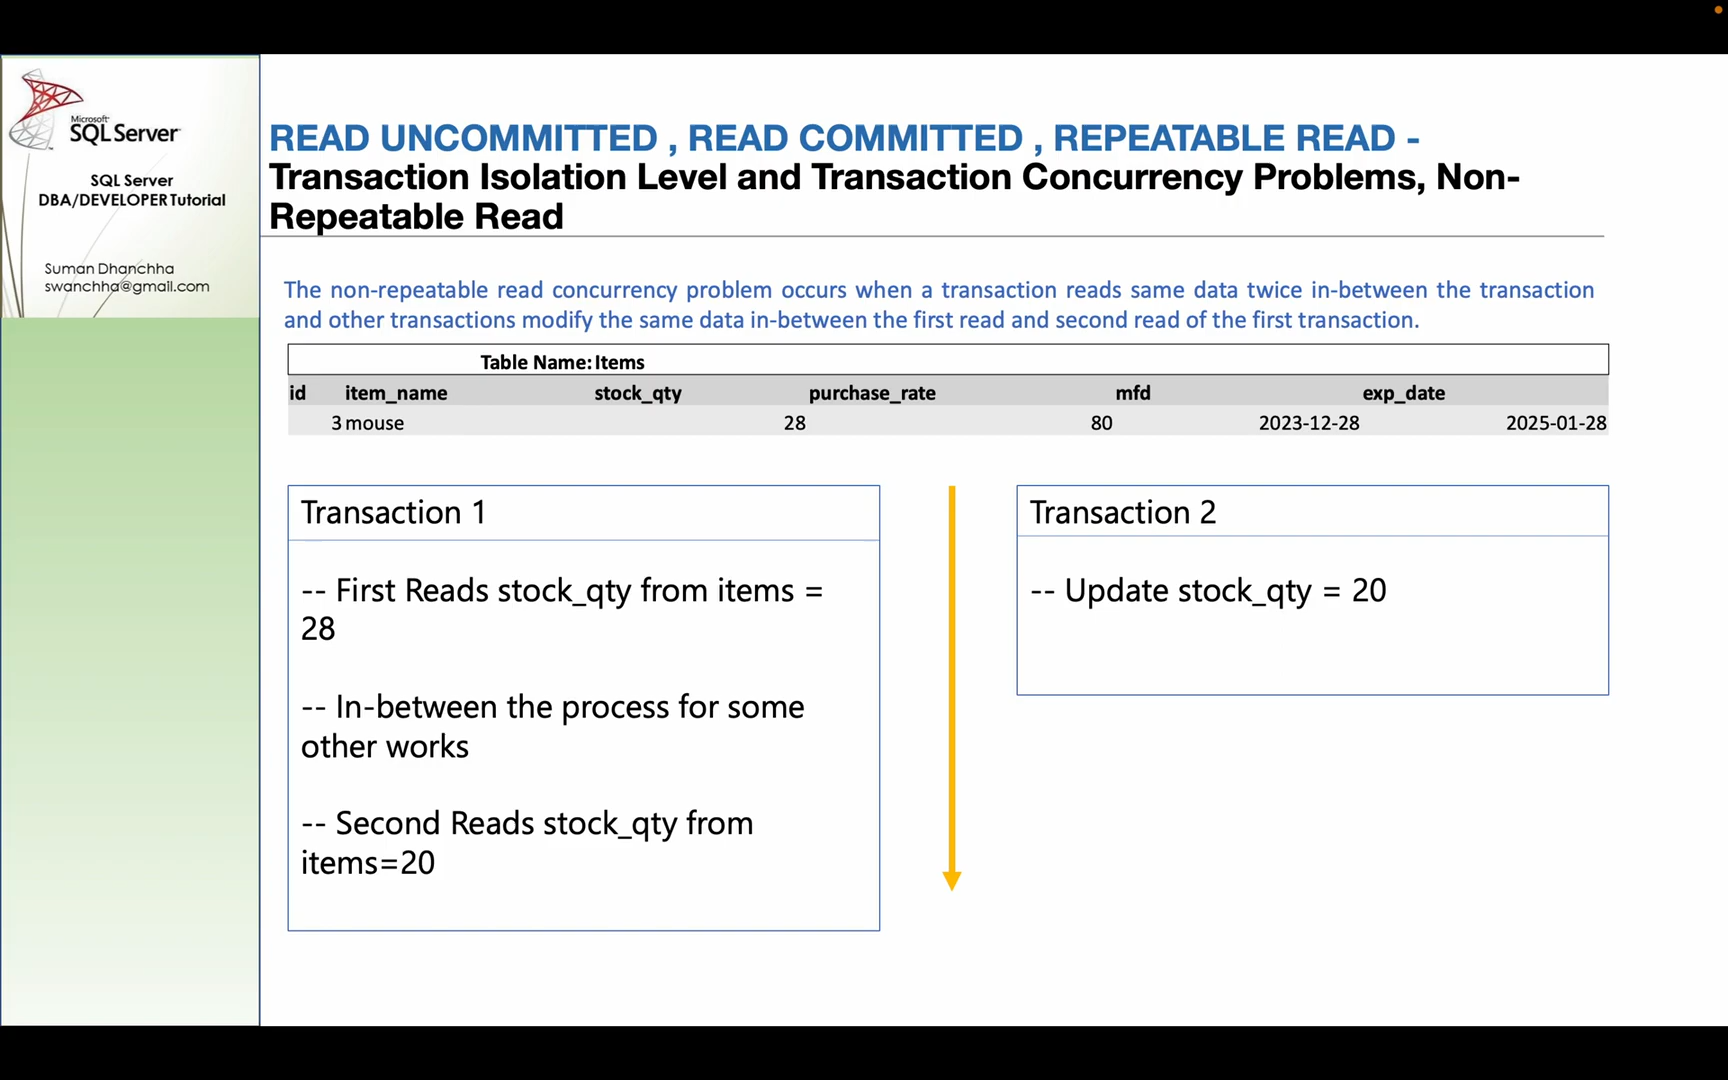 Microsoft
SQL Server
SQL Server
DBA/DEVELOPER Tutorial
Suman Dhanchha
swanchha@gmail.com
READ UNCOMMITTED , READ COMMITTED , REPEATABLE READ -
Transaction Isolation Level and Transaction Concurrency Problems, Non-
Repeatable Read
The non-repeatable read concurrency problem occurs when a transaction reads same data twice in-between the transaction
and other transactions modify the same data in-between the first read and second read of the first transaction.
Table Name: Items
id item_name stock_qty purchase_rate mfd exp_date
3 mouse 28 80 2023-12-28 2025-01-28
Transaction 1
-- First Reads stock_qty from items =
28
-- In-between the process for some
other works
-- Second Reads stock_qty from
items=20
Transaction 2
-- Update stock_qty = 20